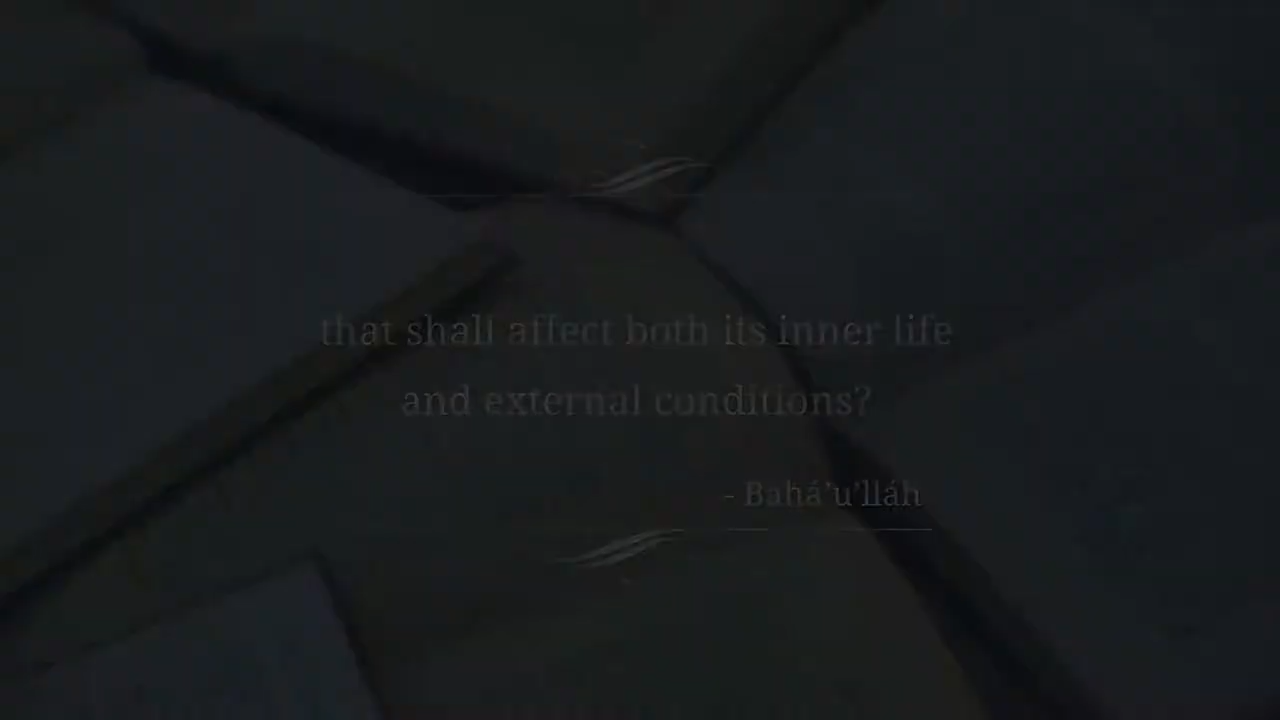 that shall affect both its inner life
and external conditions?
- Bahá’u’lláh